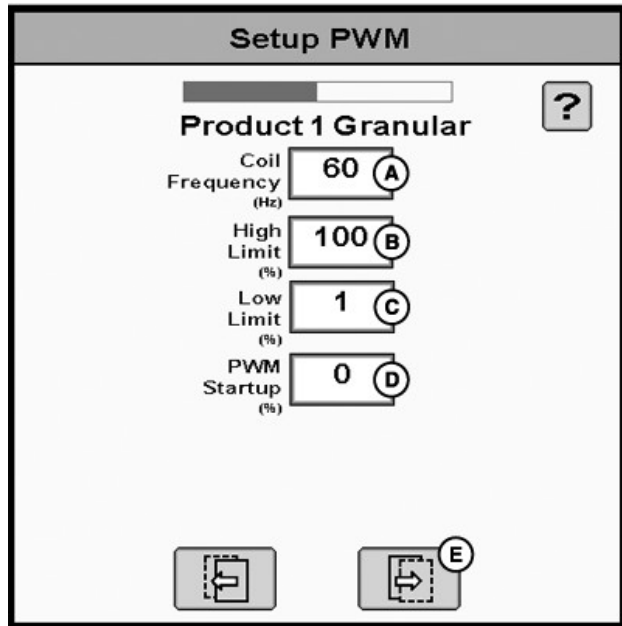 Setup PWM
?
Product 1 Granular
Coil
Frequency
(Hz)
60 A
High
Limit
(%)
100 B
Low
Limit
(%)
1 C
PWM
Startup
(%)
0 D
E